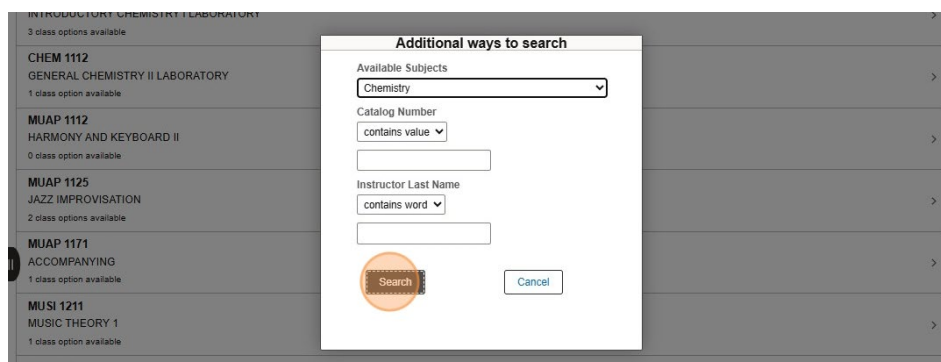 INTRODUCTORY CHEMISTRY I LABORATORY
3 class options available
CHEM 1112
GENERAL CHEMISTRY II LABORATORY
1 class option available
MUAP 1112
HARMONY AND KEYBOARD II
0 class option available
MUAP 1125
JAZZ IMPROVISATION
2 class options available
MUAP 1171
ACCOMPANYING
1 class option available
MUSI 1211
MUSIC THEORY 1
1 class option available
Additional ways to search
Available Subjects
Chemistry
Catalog Number
contains value
Instructor Last Name
contains word
Search
Cancel